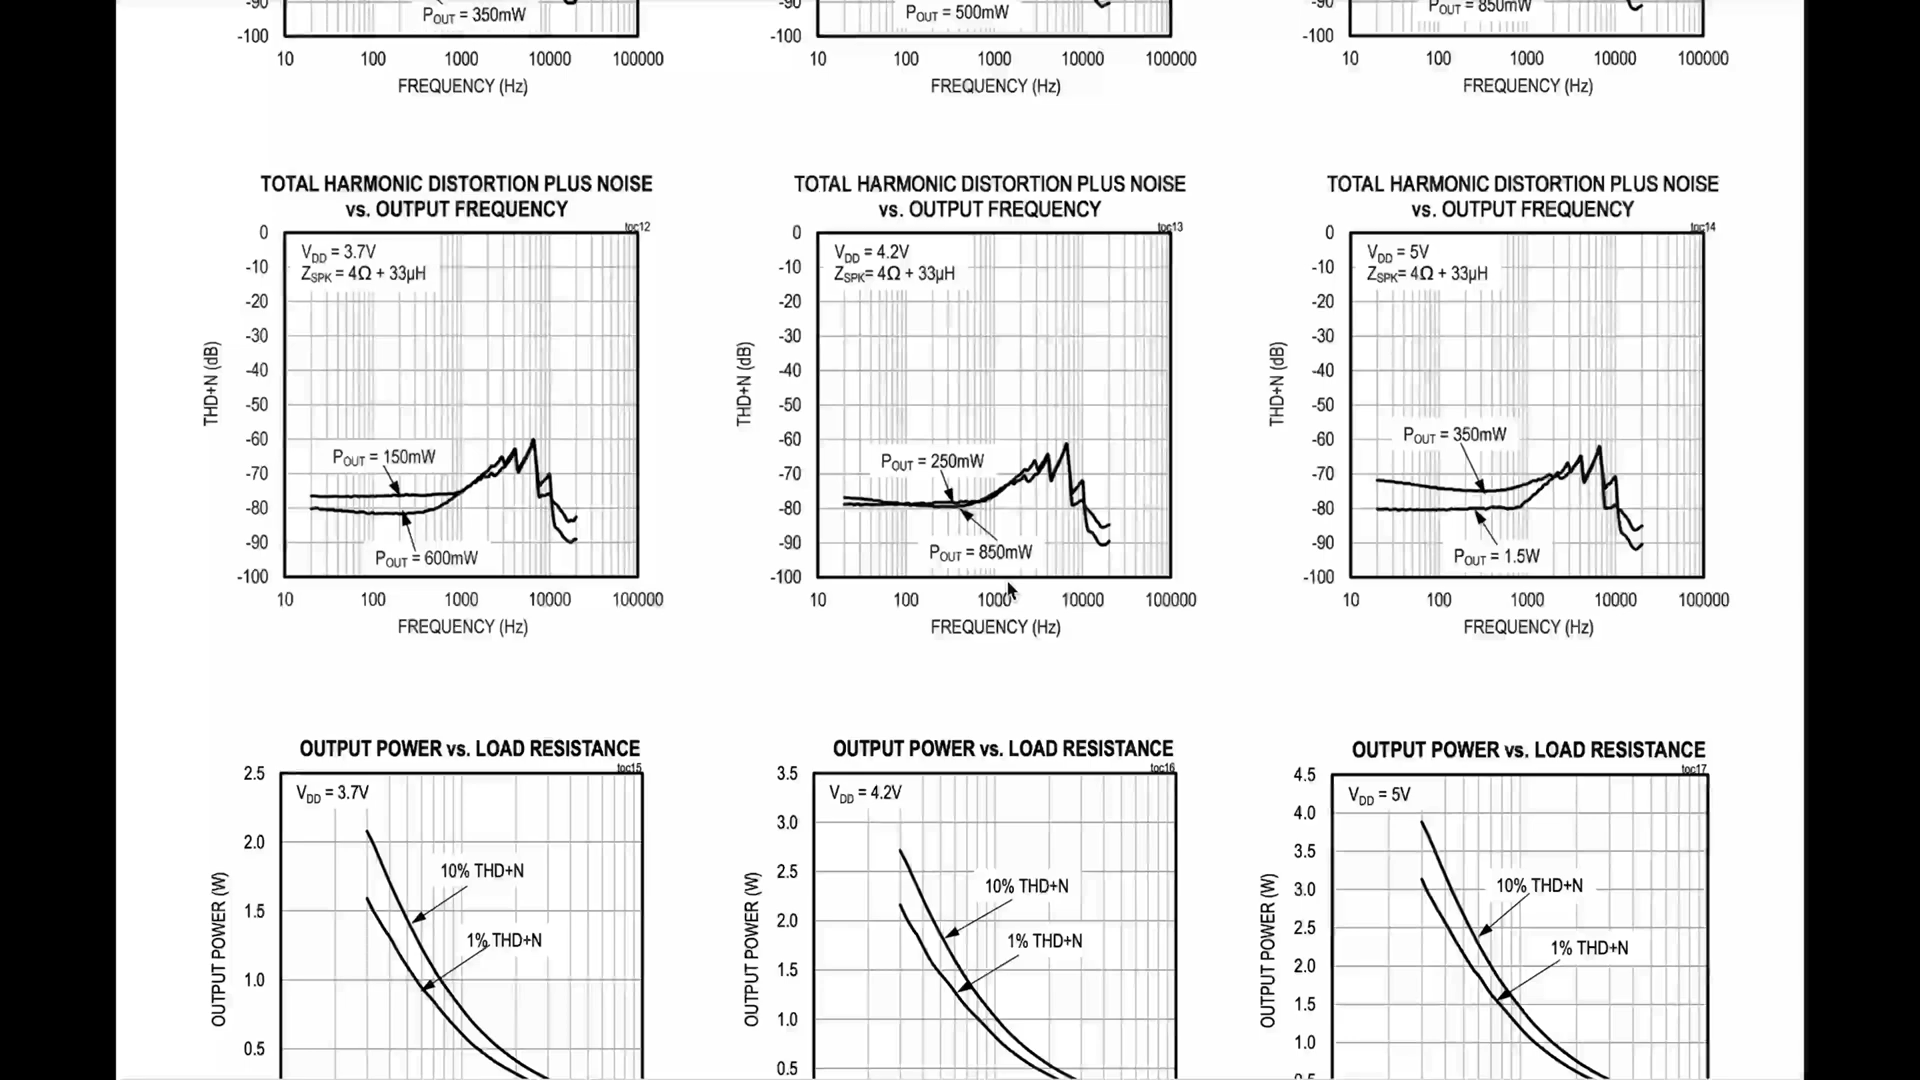 -90
POUT = 350mW
-100
10 100 1000 10000 100000
FREQUENCY (Hz)
-90
POUT = 500mW
-100
10 100 1000 10000 100000
FREQUENCY (Hz)
-90
POUT = 850mW
-100
10 100 1000 10000 100000
FREQUENCY (Hz)
TOTAL HARMONIC DISTORTION PLUS NOISE
vs. OUTPUT FREQUENCY
toc12
0
-10
-20
-30
-40
-50
-60
-70
-80
-90
-100
THD+N (dB)
VDD = 3.7V
ZSPK = 4Ω + 33µH
POUT = 150mW
POUT = 600mW
10 100 1000 10000 100000
FREQUENCY (Hz)
TOTAL HARMONIC DISTORTION PLUS NOISE
vs. OUTPUT FREQUENCY
toc13
0
-10
-20
-30
-40
-50
-60
-70
-80
-90
-100
THD+N (dB)
VDD = 4.2V
ZSPK= 4Ω + 33µH
POUT = 250mW
POUT = 850mW
10 100 1000 10000 100000
FREQUENCY (Hz)
TOTAL HARMONIC DISTORTION PLUS NOISE
vs. OUTPUT FREQUENCY
toc14
0
-10
-20
-30
-40
-50
-60
-70
-80
-90
-100
THD+N (dB)
VDD = 5V
ZSPK= 4Ω + 33µH
POUT = 350mW
POUT = 1.5W
10 100 1000 10000 100000
FREQUENCY (Hz)
OUTPUT POWER vs. LOAD RESISTANCE
toc15
2.5
2.0
1.5
1.0
0.5
OUTPUT POWER (W)
VDD = 3.7V
10% THD+N
1% THD+N
OUTPUT POWER vs. LOAD RESISTANCE
toc16
3.5
3.0
2.5
2.0
1.5
1.0
0.5
OUTPUT POWER (W)
VDD = 4.2V
10% THD+N
1% THD+N
OUTPUT POWER vs. LOAD RESISTANCE
toc17
4.5
4.0
3.5
3.0
2.5
2.0
1.5
1.0
0.5
OUTPUT POWER (W)
VDD = 5V
10% THD+N
1% THD+N